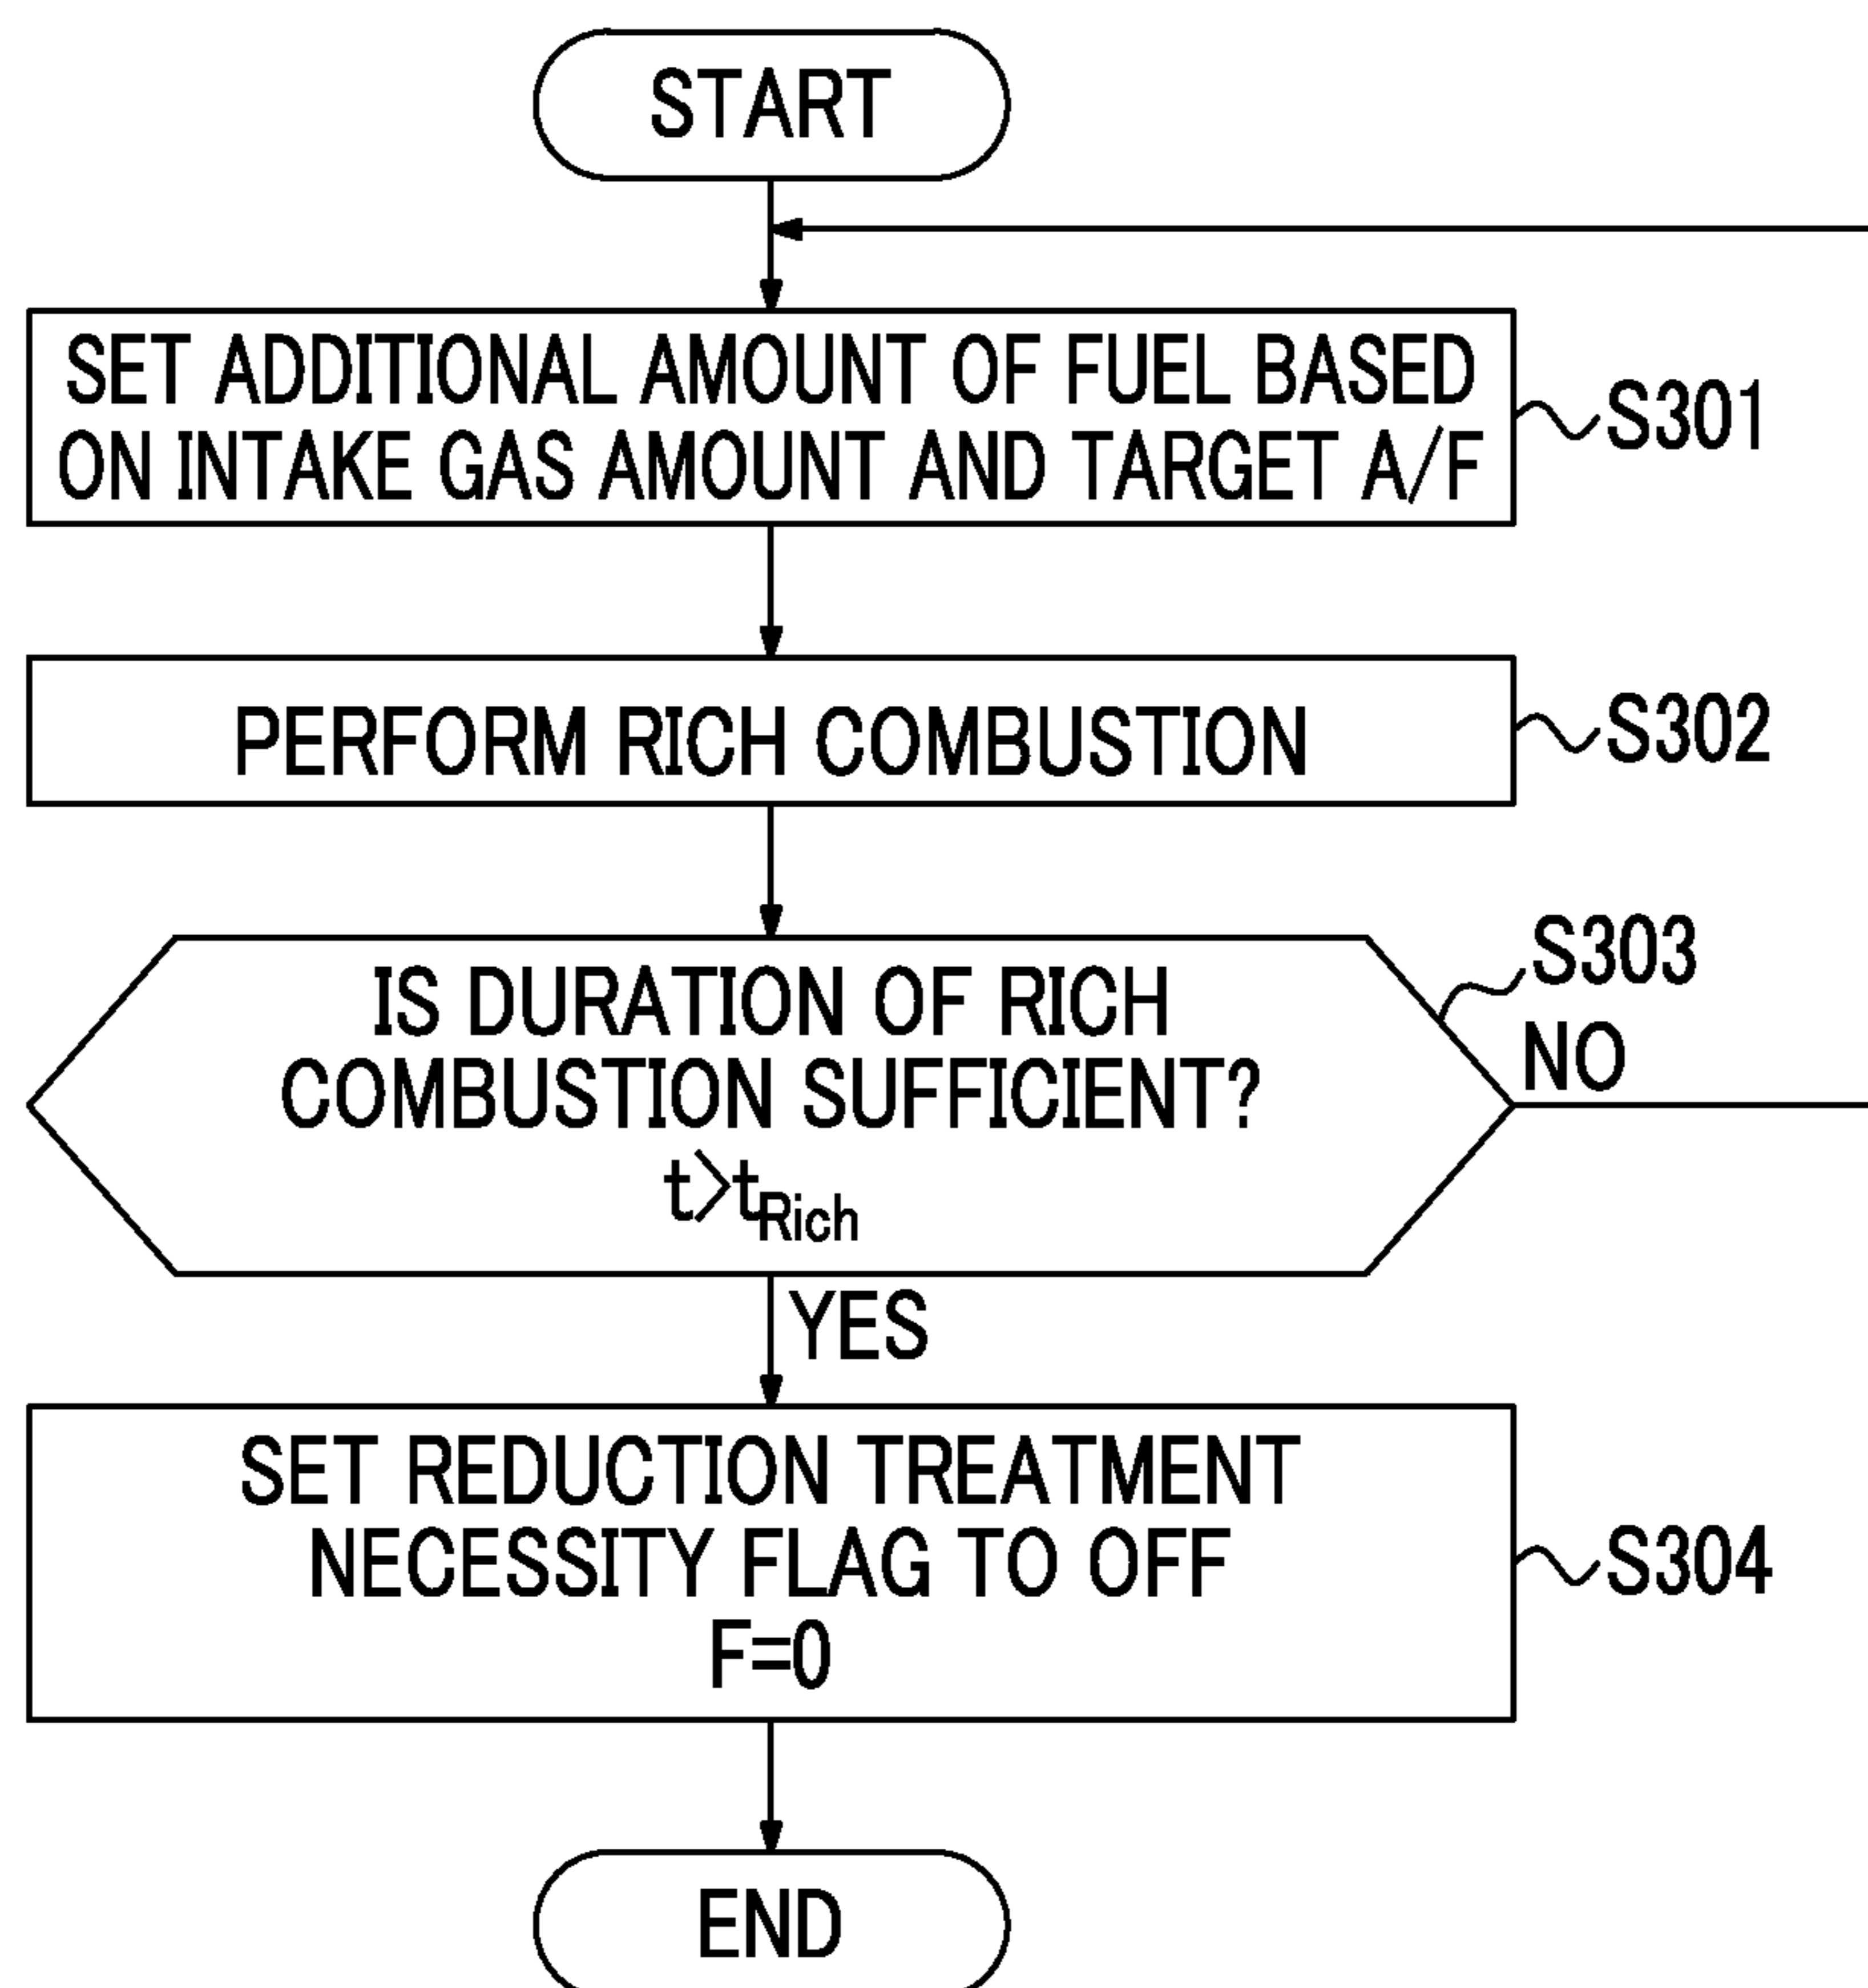 START
SET ADDITIONAL AMOUNT OF FUEL BASED
ON INTAKE GAS AMOUNT AND TARGET A/F
S301
PERFORM RICH COMBUSTION
S302
IS DURATION OF RICH
COMBUSTION SUFFICIENT?
t>tRich
S303
NO
YES
SET REDUCTION TREATMENT
NECESSITY FLAG TO OFF
F=0
S304
END